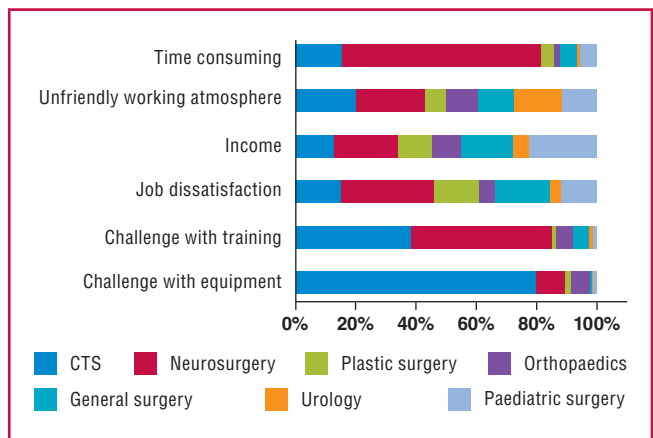 Time consuming
Unfriendly working atmosphere
Income
Job dissatisfaction
Challenge with training
Challenge with equipment
0% 20% 40% 60% 80% 100%
CTS Neurosurgery Plastic surgery Orthopaedics
General surgery Urology Paediatric surgery